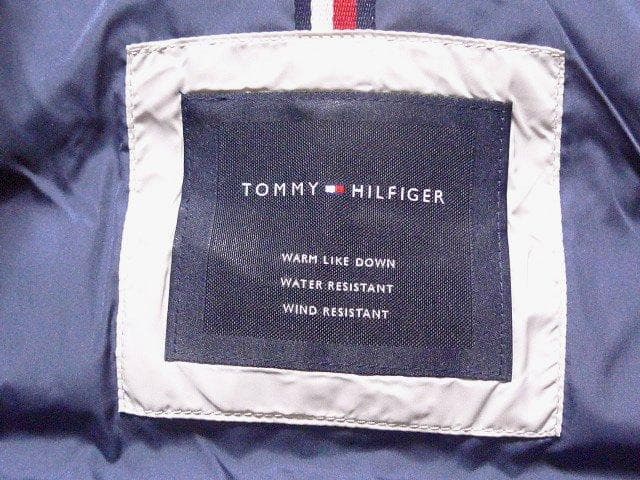 TOMMY HILFIGER
WARM LIKE DOWN
WATER RESISTANT
WIND RESISTANT